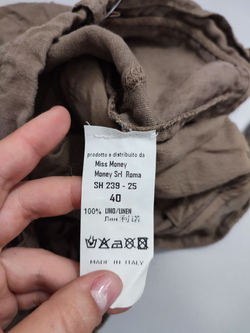 prodotto e distribuito da
Miss Money
Money Srl Roma
SH 239 - 25
40
100% LINO/LINEN
MADE IN ITALY